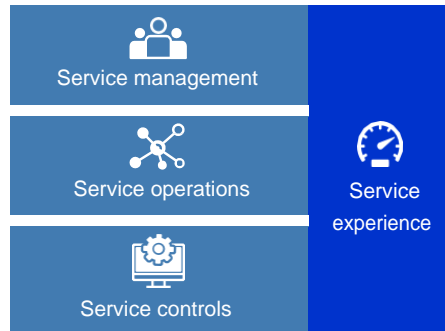 Service management
Service operations
Service controls
Service
experience